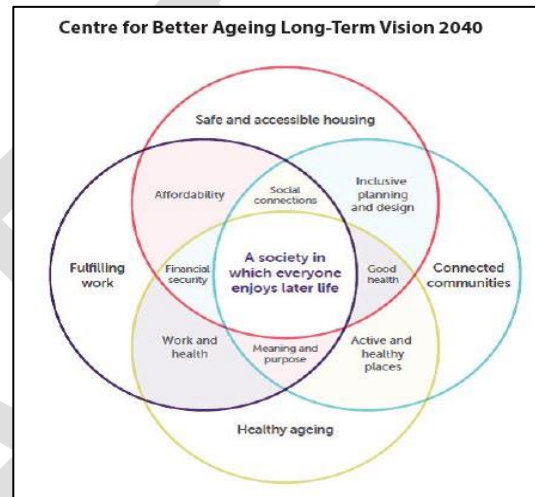 Centre for Better Ageing Long-Term Vision 2040
Safe and accessible housing
Affordability
Social
connections
Inclusive
planning
and design
Fulfilling
work
Financial
security
A society in
which everyone
enjoys later life
Good
health
Connected
communities
Work and
health
Meaning and
purpose
Active and
healthy
places
Healthy ageing